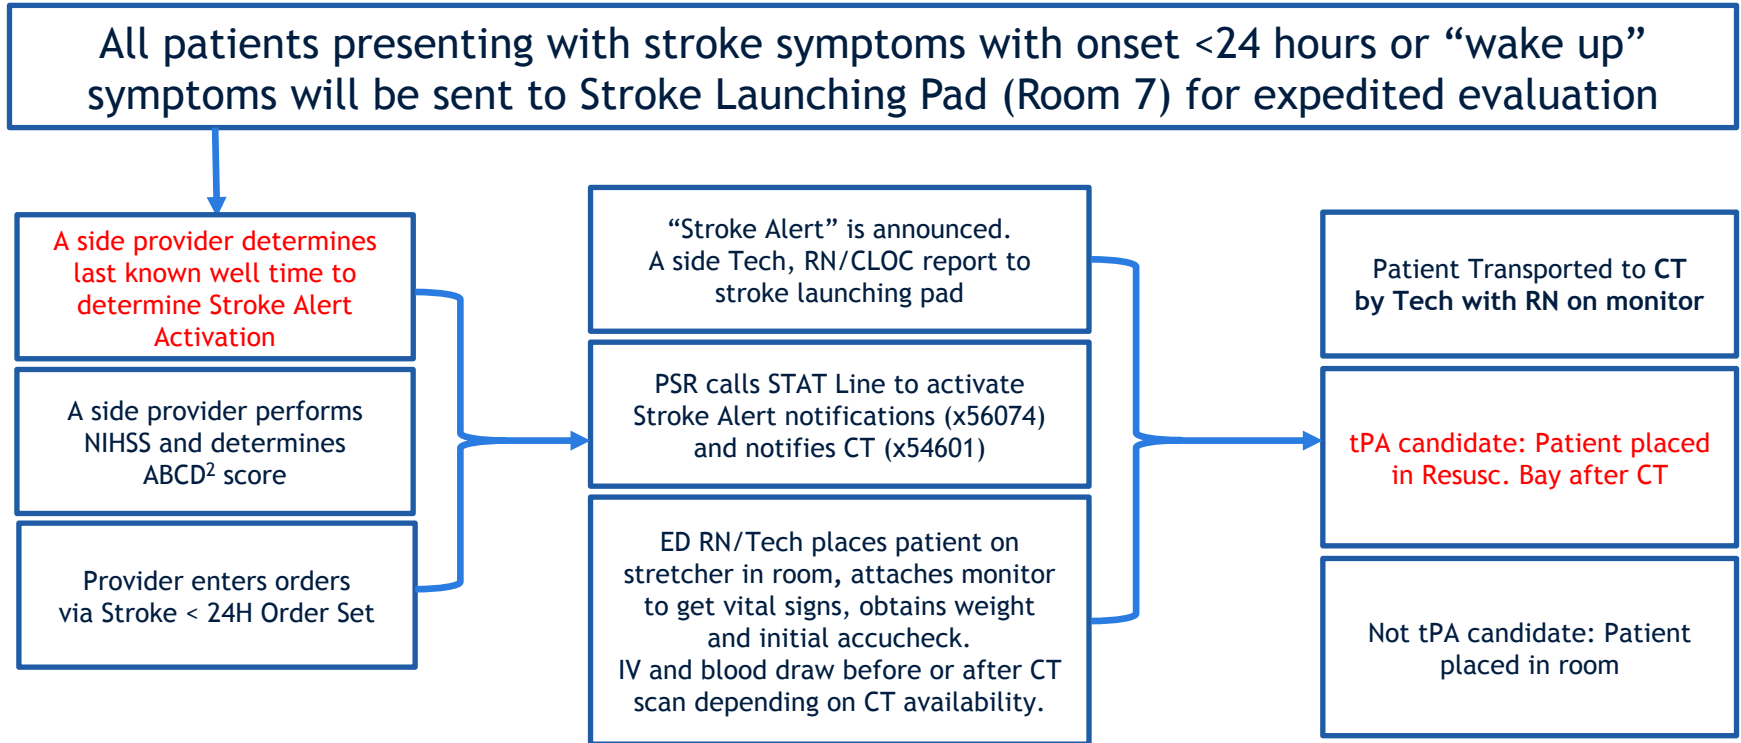 All patients presenting with stroke symptoms with onset <24 hours or “wake up”
symptoms will be sent to Stroke Launching Pad (Room 7) for expedited evaluation
A side provider determines
last known well time to
determine Stroke Alert
Activation
A side provider performs
NIHSS and determines
ABCD² score
Provider enters orders
via Stroke < 24H Order Set
“Stroke Alert” is announced.
A side Tech, RN/CLOC report to
stroke launching pad
PSR calls STAT Line to activate
Stroke Alert notifications (x56074)
and notifies CT (x54601)
ED RN/Tech places patient on
stretcher in room, attaches monitor
to get vital signs, obtains weight
and initial accucheck.
IV and blood draw before or after CT
scan depending on CT availability.
Patient Transported to CT
by Tech with RN on monitor
tPA candidate: Patient placed
in Resusc. Bay after CT
Not tPA candidate: Patient
placed in room